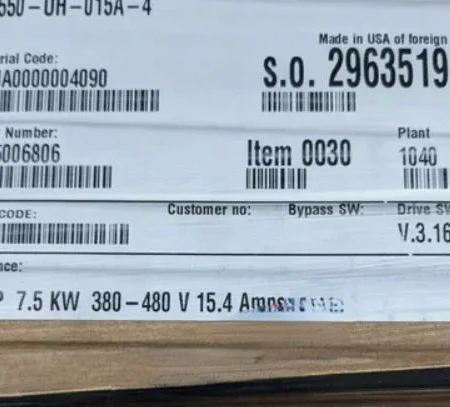 550-UH-015A-4
Made in USA of foreign
rial Code:
S.O. 2963519
A0000004090
Number:
Plant
006806
Item 0030
1040
CODE:
Customer no:
Bypass SW:
Drive SW
V.3.16
nce:
P 7.5 KW 380-480 V 15.4 Amps